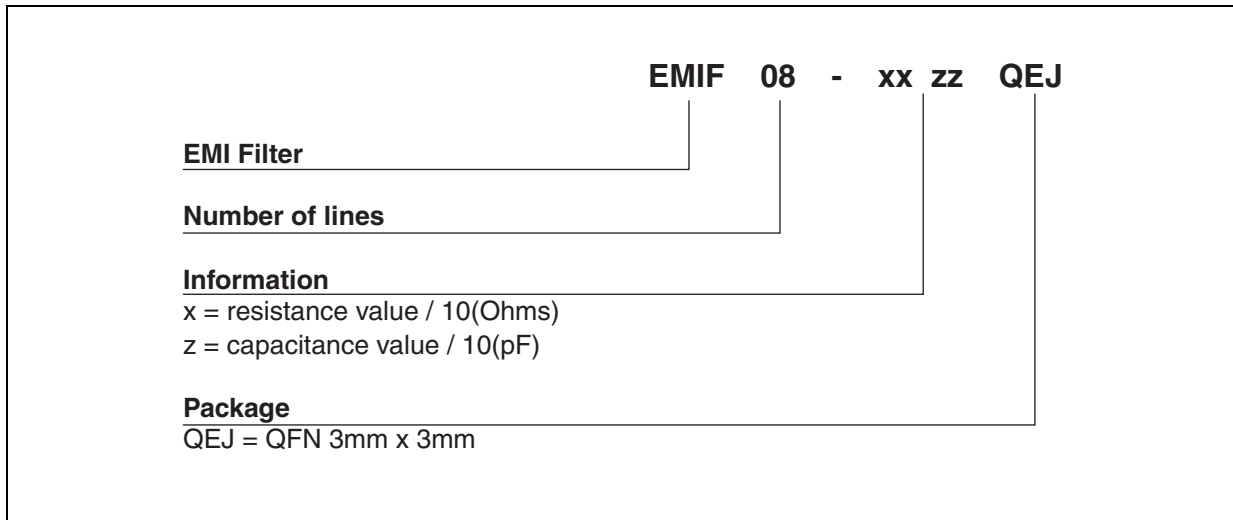 EMIF 08 - xx zz QEJ
EMI Filter
Number of lines
Information
x = resistance value / 10(Ohms)
z = capacitance value / 10(pF)
Package
QEJ = QFN 3mm x 3mm